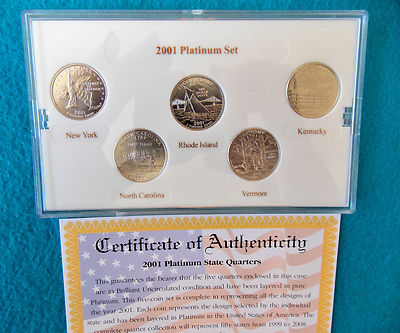 2001 Platinum Set
New York
Rhode Island
Kentucky
2001
North Carolina
Vermont
Certificate of Authenticity
2001 Platinum State Quarters
This guarantees the bearer that the five quarters enclosed in this case
are in Brilliant Uncirculated condition and have been layered in pure
Platinum. This five-coin set is complete in representing all the designs of
the year 2001. Each coin represents the design selected by the individual
state and has been layered in Platinum in the United States of America. The
complete quarter collection will represent fifty states from 1999 to 2008